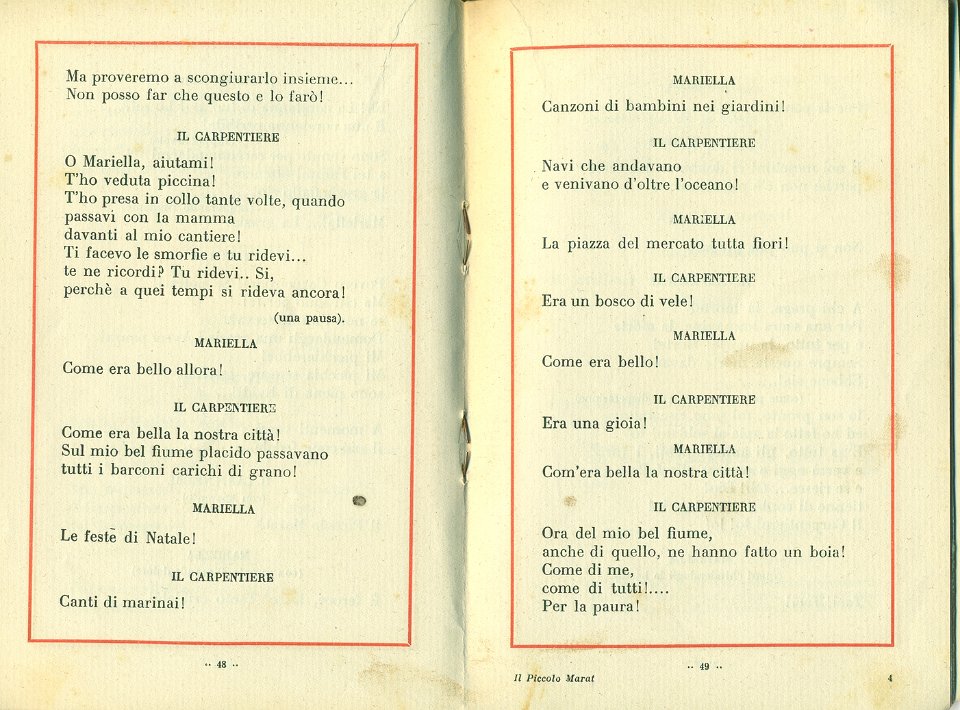 Ma proveremo a scongiurarlo insieme...
Non posso far che questo e lo farò!
IL CARPENTIERE
O Mariella, aiutami!
T'ho veduta piccina!
T'ho presa in collo tante volte, quando
passavi con la mamma
davanti al mio cantiere!
Ti facevo le smorfie e tu ridevi...
te ne ricordi? Tu ridevi.. Si,
perchè a quei tempi si rideva ancora!
(una pausa).
MARIELLA
Come era bello allora!
IL CARPENTIERE
Come era bella la nostra città!
Sul mio bel fiume placido passavano
tutti i barconi carichi di grano!
MARIELLA
Le feste di Natale!
IL CARPENTIERE
Canti di marinai!
·· 48 ··
MARIELLA
Canzoni di bambini nei giardini!
IL CARPENTIERE
Navi che andavano
e venivano d'oltre l'oceano!
MARIELLA
La piazza del mercato tutta fiori!
IL CARPENTIERE
Era un bosco di vele!
MARIELLA
Come era bello!
IL CARPENTIERE
Era una gioia!
MARIELLA
Com'era bella la nostra città!
IL CARPENTIERE
Ora del mio bel fiume,
anche di quello, ne hanno fatto un boia!
Come di me,
come di tutti!....
Per la paura!
·· 49 ··
Il Piccolo Marat 4